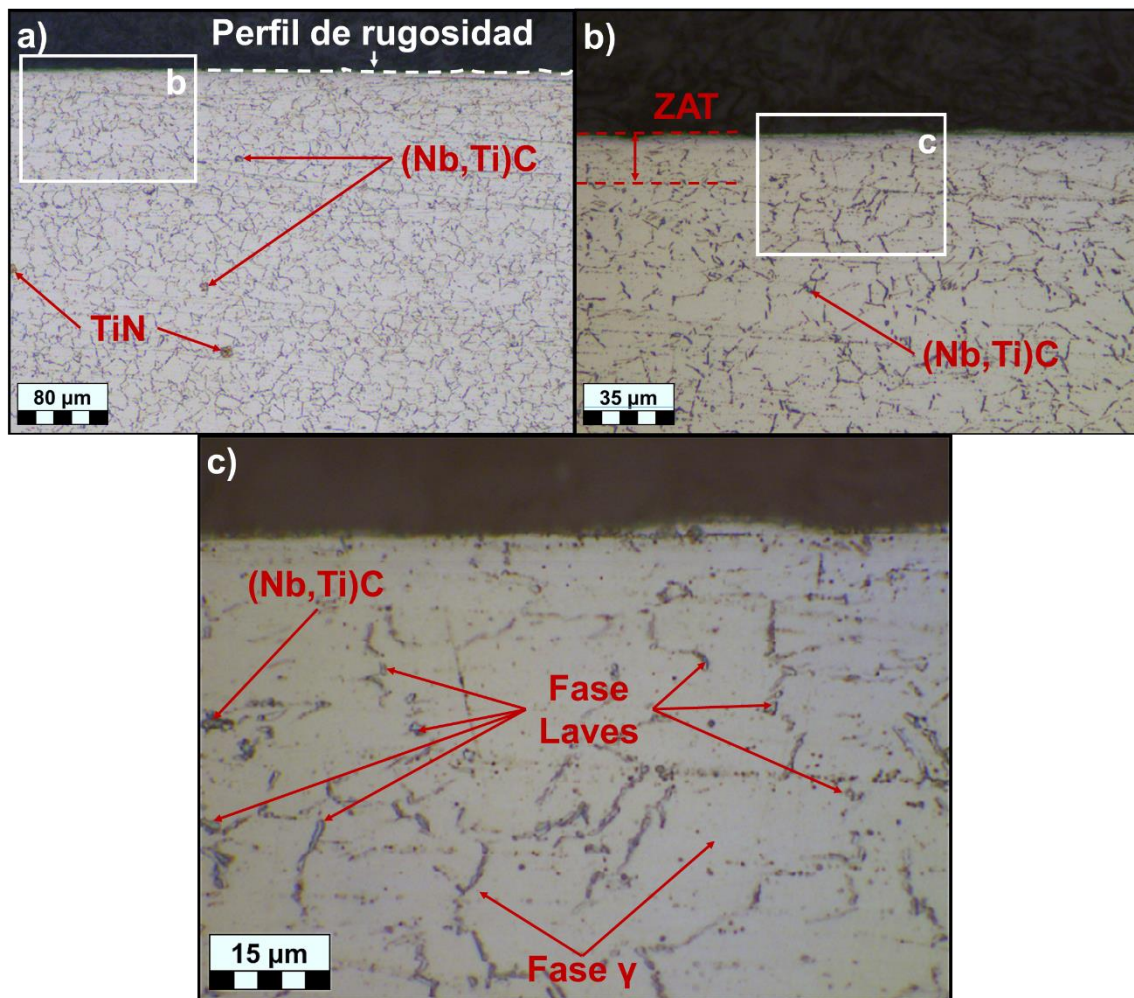 a)
Perfil de rugosidad
b
(Nb,Ti)C
TiN
80 µm
b)
ZAT
c
(Nb,Ti)C
35 µm
c)
(Nb,Ti)C
Fase
Laves
Fase γ
15 µm